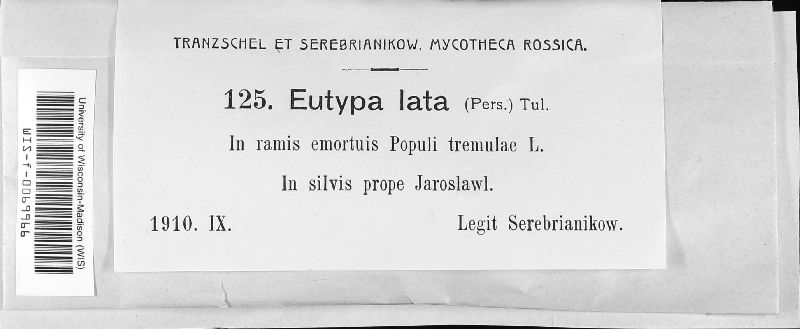 TRANZSCHEL ET SEREBRIANIKOW. MYCOTHECA ROSSICA.
125. Eutypa lata (Pers.) Tul.
In ramis emortuis Populi tremulae L.
In silvis prope Jaroslawl.
1910. IX. Legit Serebrianikow.
University of Wisconsin-Madison (WIS)
WIS-f-0009966